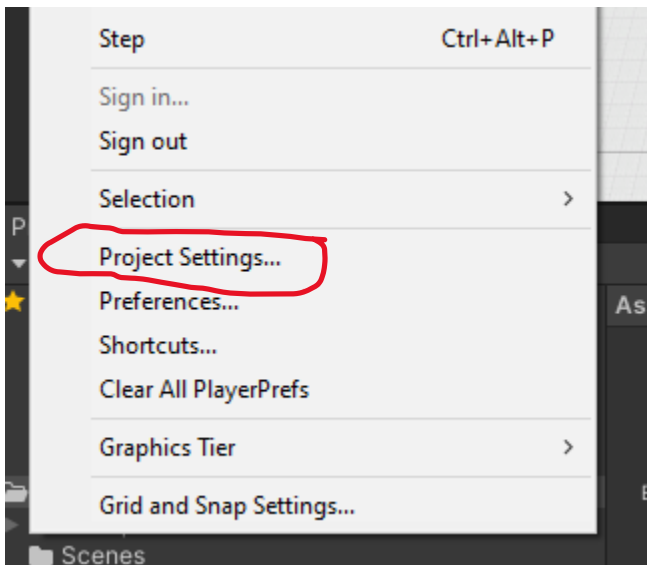 Step Ctrl+Alt+P
Sign in...
Sign out
Selection
P
Project Settings...
Preferences...
As
Shortcuts...
Clear All PlayerPrefs
Graphics Tier
Grid and Snap Settings...
Scenes